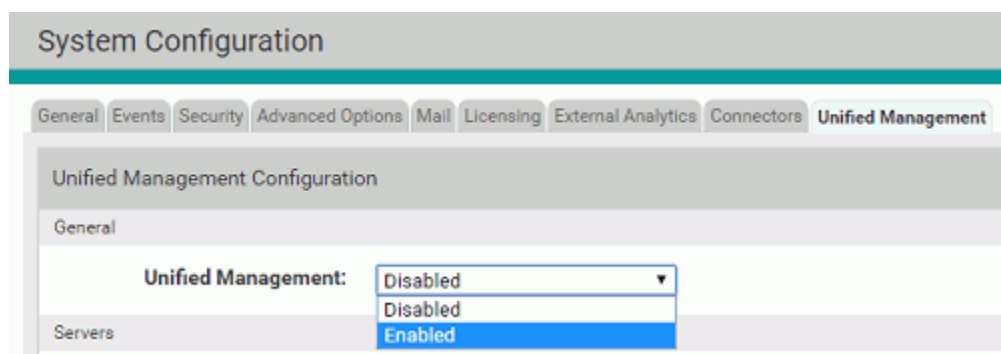 System Configuration
General Events Security Advanced Options Mail Licensing External Analytics Connectors Unified Management
Unified Management Configuration
General
Unified Management: Disabled
Disabled
Servers Enabled